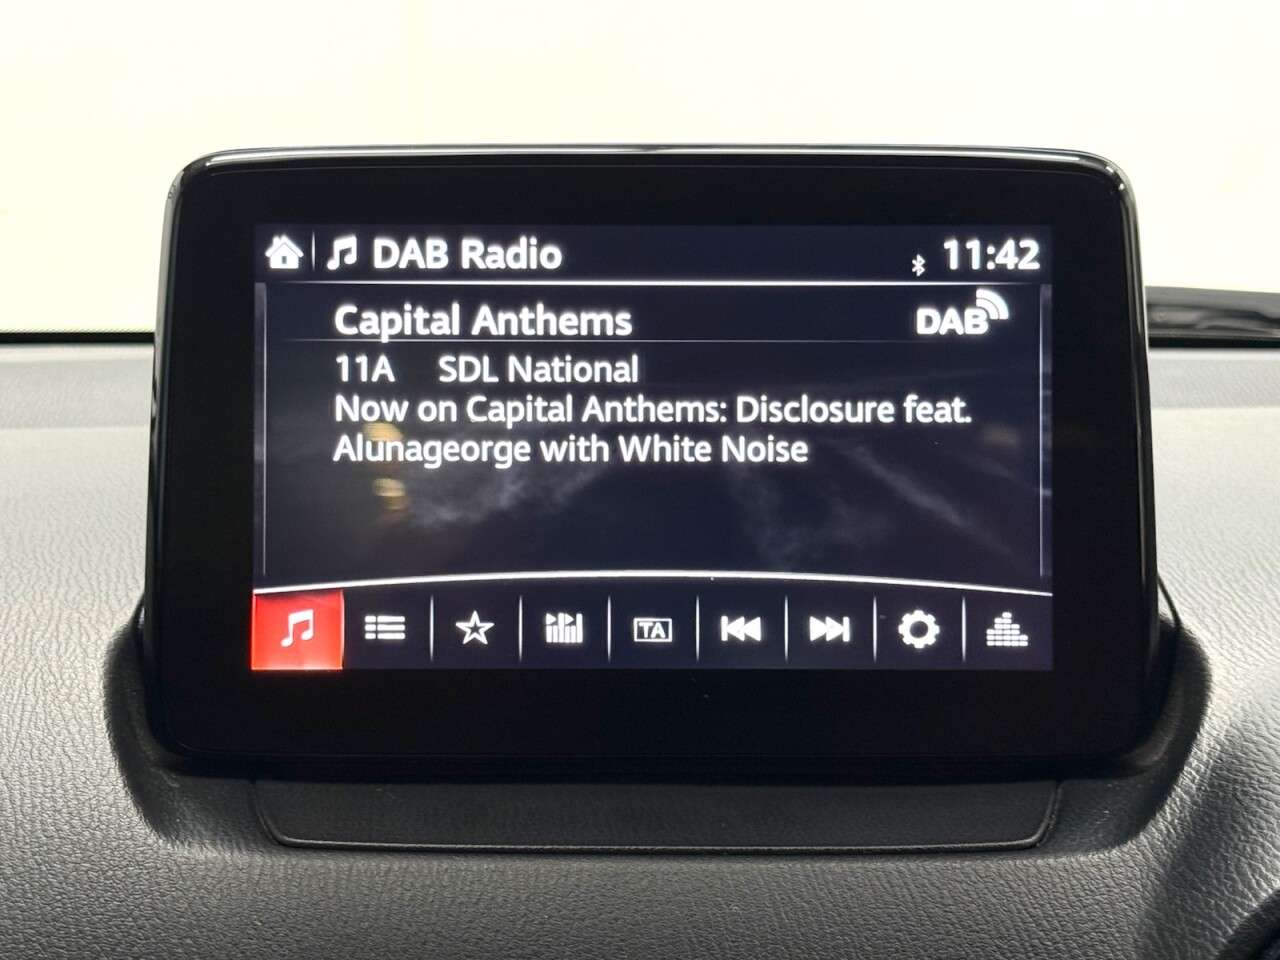 DAB Radio 11:42
Capital Anthems DAB
11A SDL National
Now on Capital Anthems: Disclosure feat.
Alunageorge with White Noise
TA